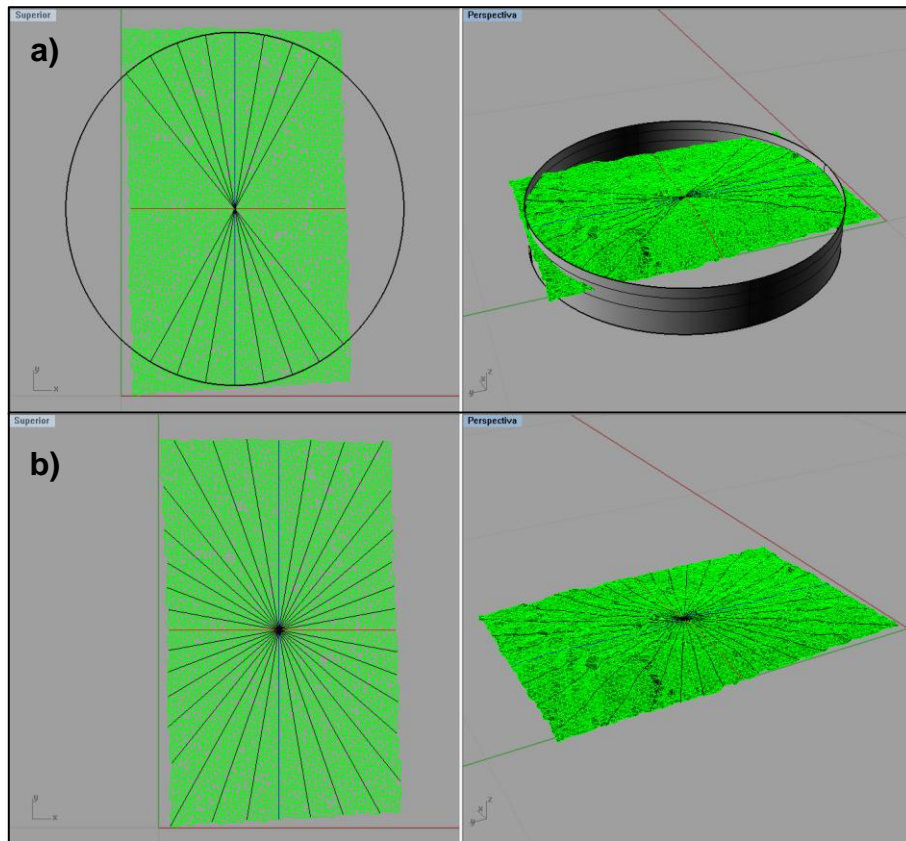 Superior
Perspectiva
a)
y
x
z
x
y
Superior
Perspectiva
b)
y
x
z
x
y